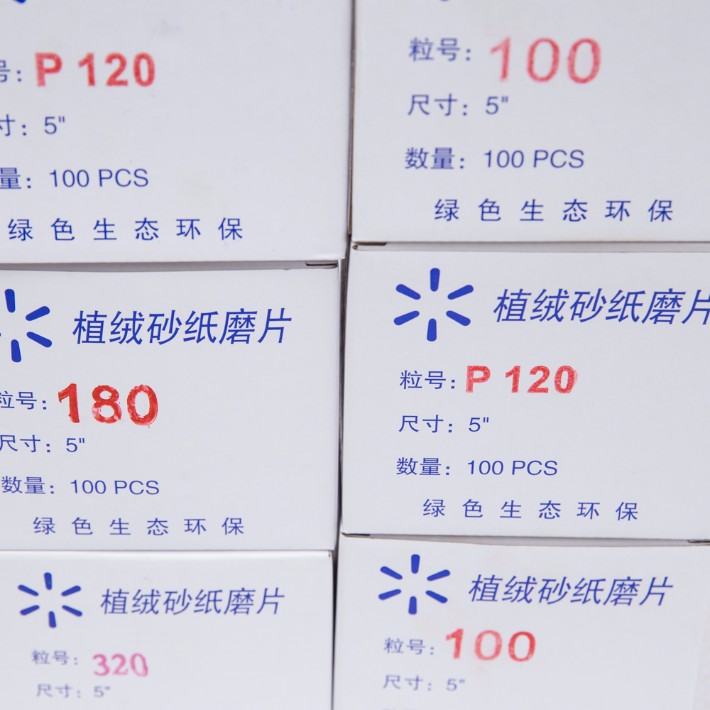 号: P 120
寸: 5"
量: 100 PCS
绿色生态环保
粒号: 100
尺寸: 5"
数量: 100 PCS
绿色生态环保
植绒砂纸磨片
粒号: 180
尺寸: 5"
数量: 100 PCS
绿色生态环保
植绒砂纸磨片
粒号: P 120
尺寸: 5"
数量: 100 PCS
绿色生态环保
植绒砂纸磨片
粒号: 320
尺寸: 5"
植绒砂纸磨片
粒号: 100
尺寸: 5"